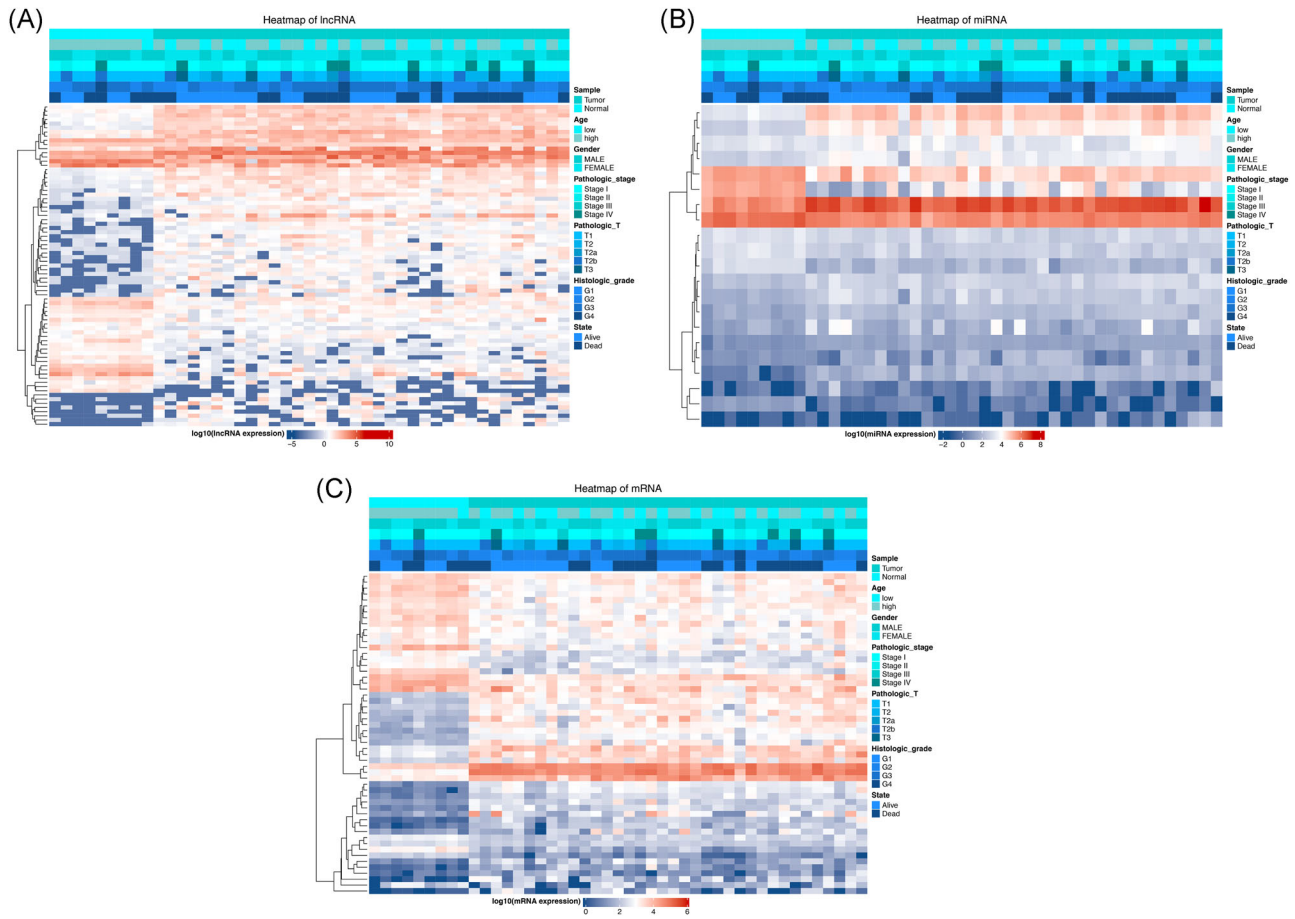 (A)
Heatmap of lncRNA
Sample
Tumor
Normal
Age
low
high
Gender
MALE
FEMALE
Pathologic_stage
Stage I
Stage II
Stage III
Stage IV
Pathologic_T
T1
T2
T2a
T2b
T3
Histologic_grade
G1
G2
G3
G4
State
Alive
Dead
log10(lncRNA expression)
−5 0 5 10
(B)
Heatmap of miRNA
Sample
Tumor
Normal
Age
low
high
Gender
MALE
FEMALE
Pathologic_stage
Stage I
Stage II
Stage III
Stage IV
Pathologic_T
T1
T2
T2a
T2b
T3
Histologic_grade
G1
G2
G3
G4
State
Alive
Dead
log10(miRNA expression)
−2 0 2 4 6 8
(C)
Heatmap of mRNA
Sample
Tumor
Normal
Age
low
high
Gender
MALE
FEMALE
Pathologic_stage
Stage I
Stage II
Stage III
Stage IV
Pathologic_T
T1
T2
T2a
T2b
T3
Histologic_grade
G1
G2
G3
G4
State
Alive
Dead
log10(mRNA expression)
0 2 4 6